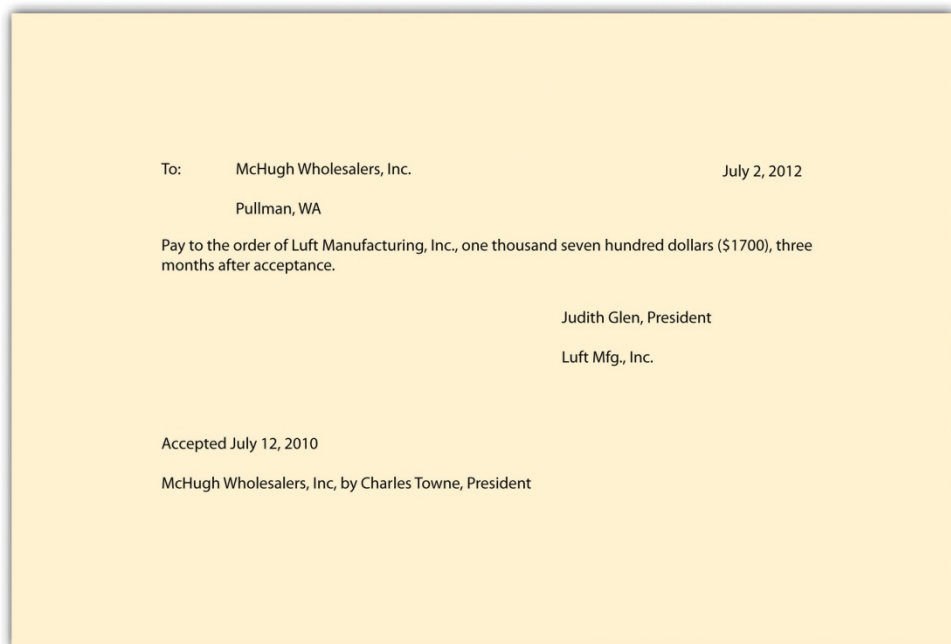 To: McHugh Wholesalers, Inc. July 2, 2012
Pullman, WA
Pay to the order of Luft Manufacturing, Inc., one thousand seven hundred dollars ($1700), three
months after acceptance.
Judith Glen, President
Luft Mfg., Inc.
Accepted July 12, 2010
McHugh Wholesalers, Inc, by Charles Towne, President